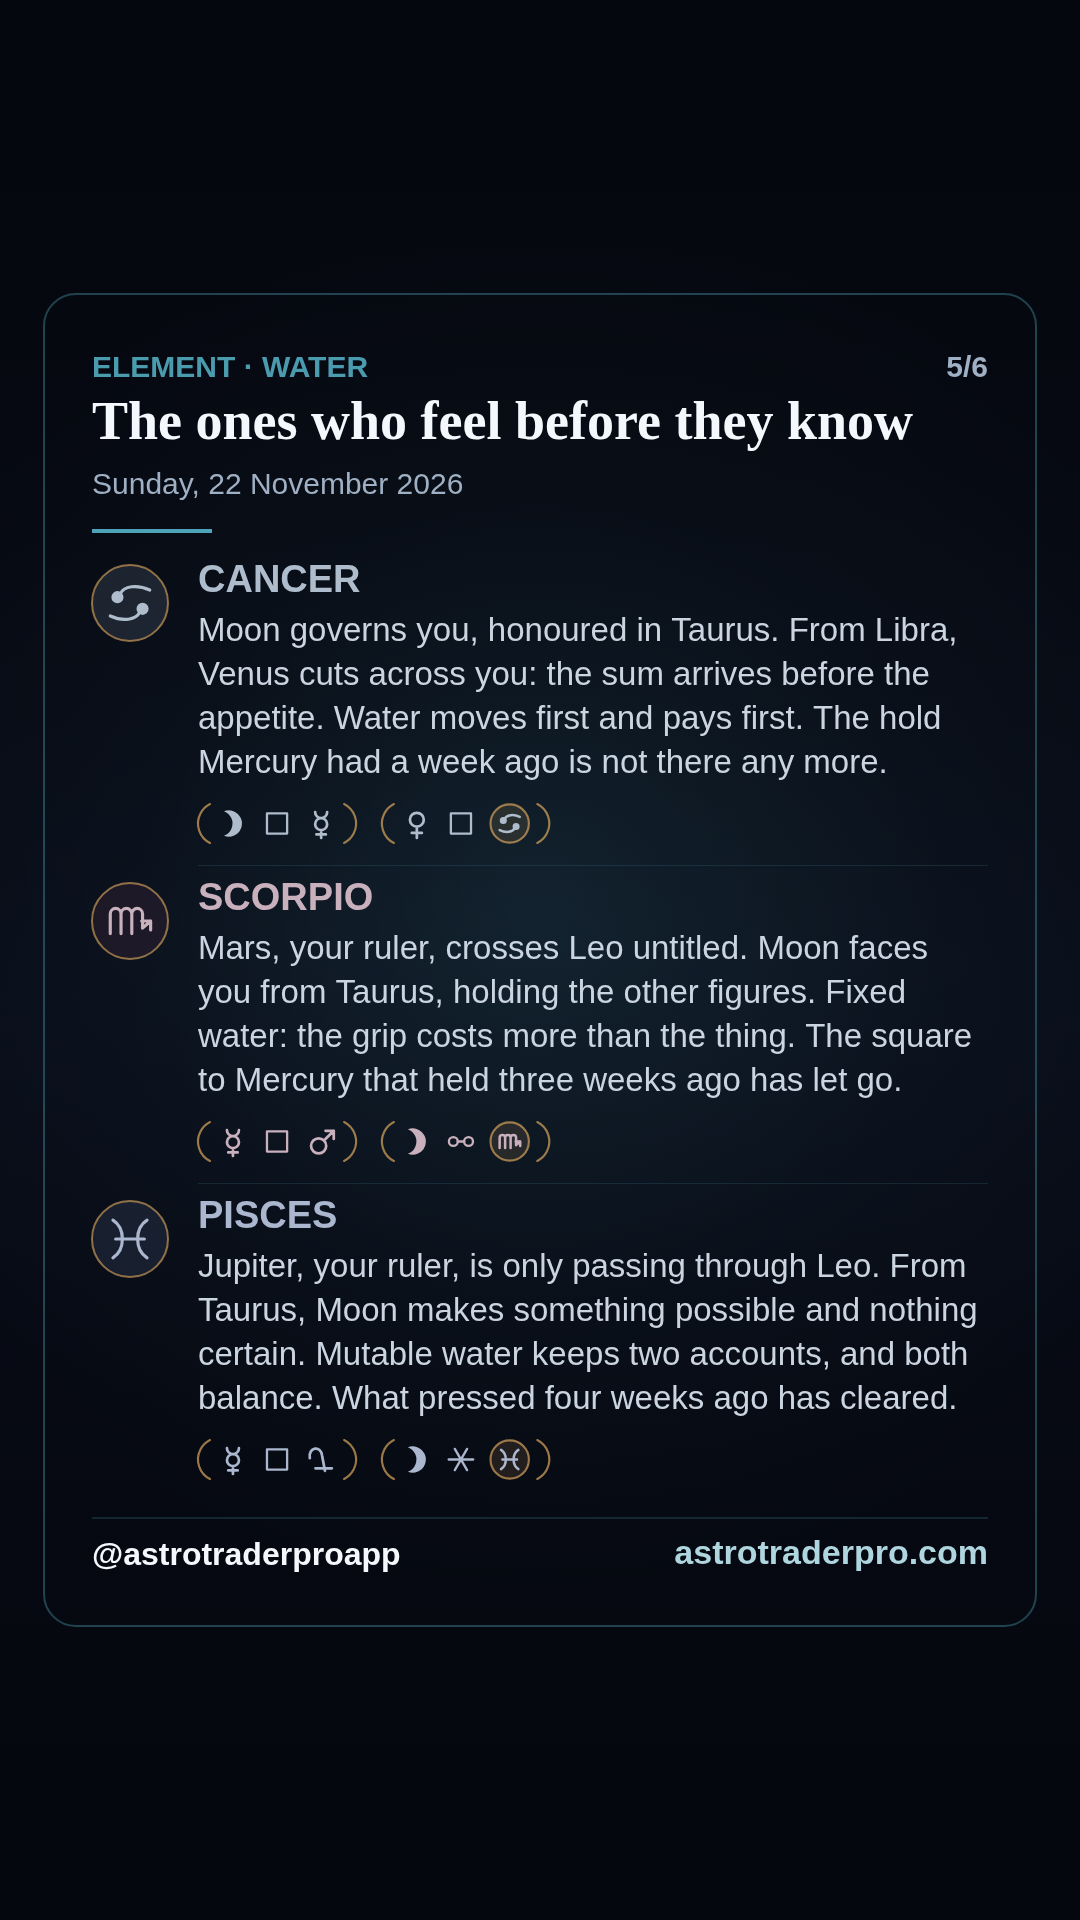 ELEMENT · WATER
5/6
The ones who feel before they know
Sunday, 22 November 2026
CANCER
Moon governs you, honoured in Taurus. From Libra,
Venus cuts across you: the sum arrives before the
appetite. Water moves first and pays first. The hold
Mercury had a week ago is not there any more.
SCORPIO
Mars, your ruler, crosses Leo untitled. Moon faces
you from Taurus, holding the other figures. Fixed
water: the grip costs more than the thing. The square
to Mercury that held three weeks ago has let go.
PISCES
Jupiter, your ruler, is only passing through Leo. From
Taurus, Moon makes something possible and nothing
certain. Mutable water keeps two accounts, and both
balance. What pressed four weeks ago has cleared.
@astrotraderproapp
astrotraderpro.com